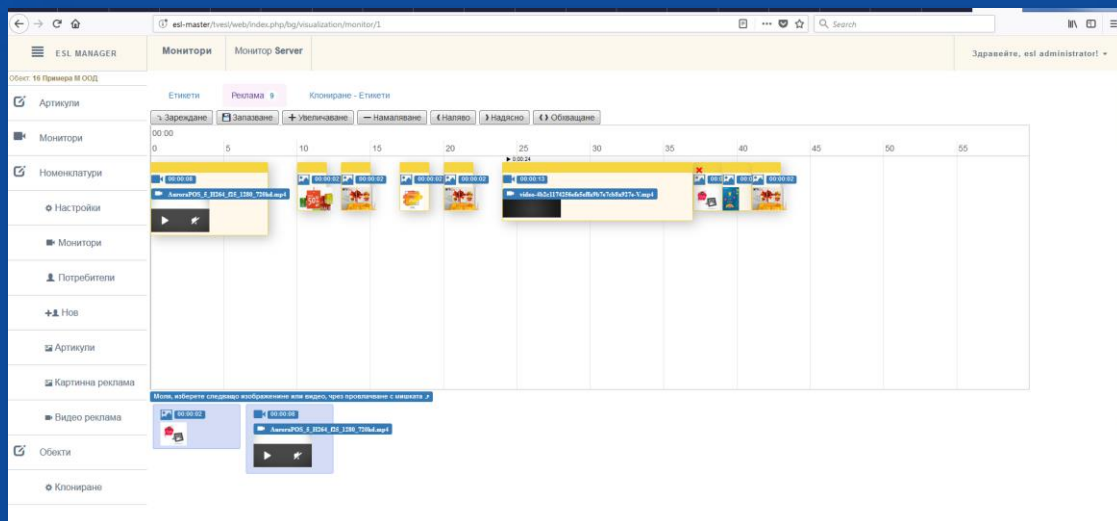 esl-master/tvesl/web/index.php/bg/visualization/monitor/1
Search
ESL MANAGER
Монитори
Монитор Server
Здравейте, esl administrator!
Обект: 16 Примера М ООД
Артикули
Монитори
Номенклатури
Настройки
Монитори
Потребители
Нов
Артикули
Картинна реклама
Видео реклама
Обекти
Клониране
Етикети
Реклама 9
Клониране - Етикети
Зареждане Запазване Увеличаване Намаляване Наляво Надясно Обхващане
00:00
0 5 10 15 20 25 30 35 40 45 50 55
0:00:24
00:00:08 00:00:02 00:00:02 00:00:02 00:00:02 00:00:13 00:00:02
AuroraPOS_5_H264_f25_1280_720bd.mp4
Моля, изберете следващо изображение или видео, чрез провлачване с мишката
00:00:02
00:00:08
AuroraPOS_5_H264_f25_1280_720bd.mp4